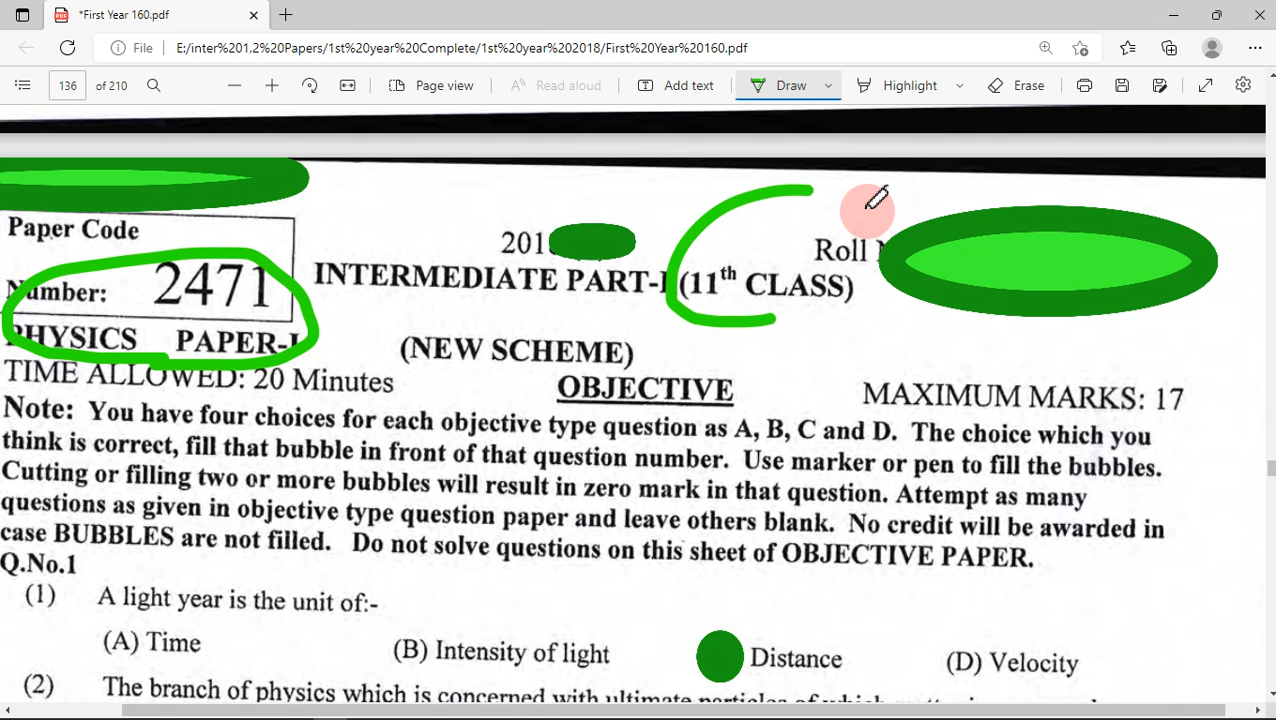 *First Year 160.pdf
File E:/inter%201,2%20Papers/1st%20year%20Complete/1st%20year%202018/First%20Year%20160.pdf
136 of 210 Page view Read aloud Add text Draw Highlight Erase
Paper Code
Number: 2471
201
Roll
INTERMEDIATE PART-I (11th CLASS)
PHYSICS PAPER-I
(NEW SCHEME)
TIME ALLOWED: 20 Minutes OBJECTIVE MAXIMUM MARKS: 17
Note: You have four choices for each objective type question as A, B, C and D. The choice which you
think is correct, fill that bubble in front of that question number. Use marker or pen to fill the bubbles.
Cutting or filling two or more bubbles will result in zero mark in that question. Attempt as many
questions as given in objective type question paper and leave others blank. No credit will be awarded in
case BUBBLES are not filled. Do not solve questions on this sheet of OBJECTIVE PAPER.
Q.No.1
(1) A light year is the unit of:-
(A) Time (B) Intensity of light Distance (D) Velocity
(2) The branch of physics which is concerned with ultimate particles of which